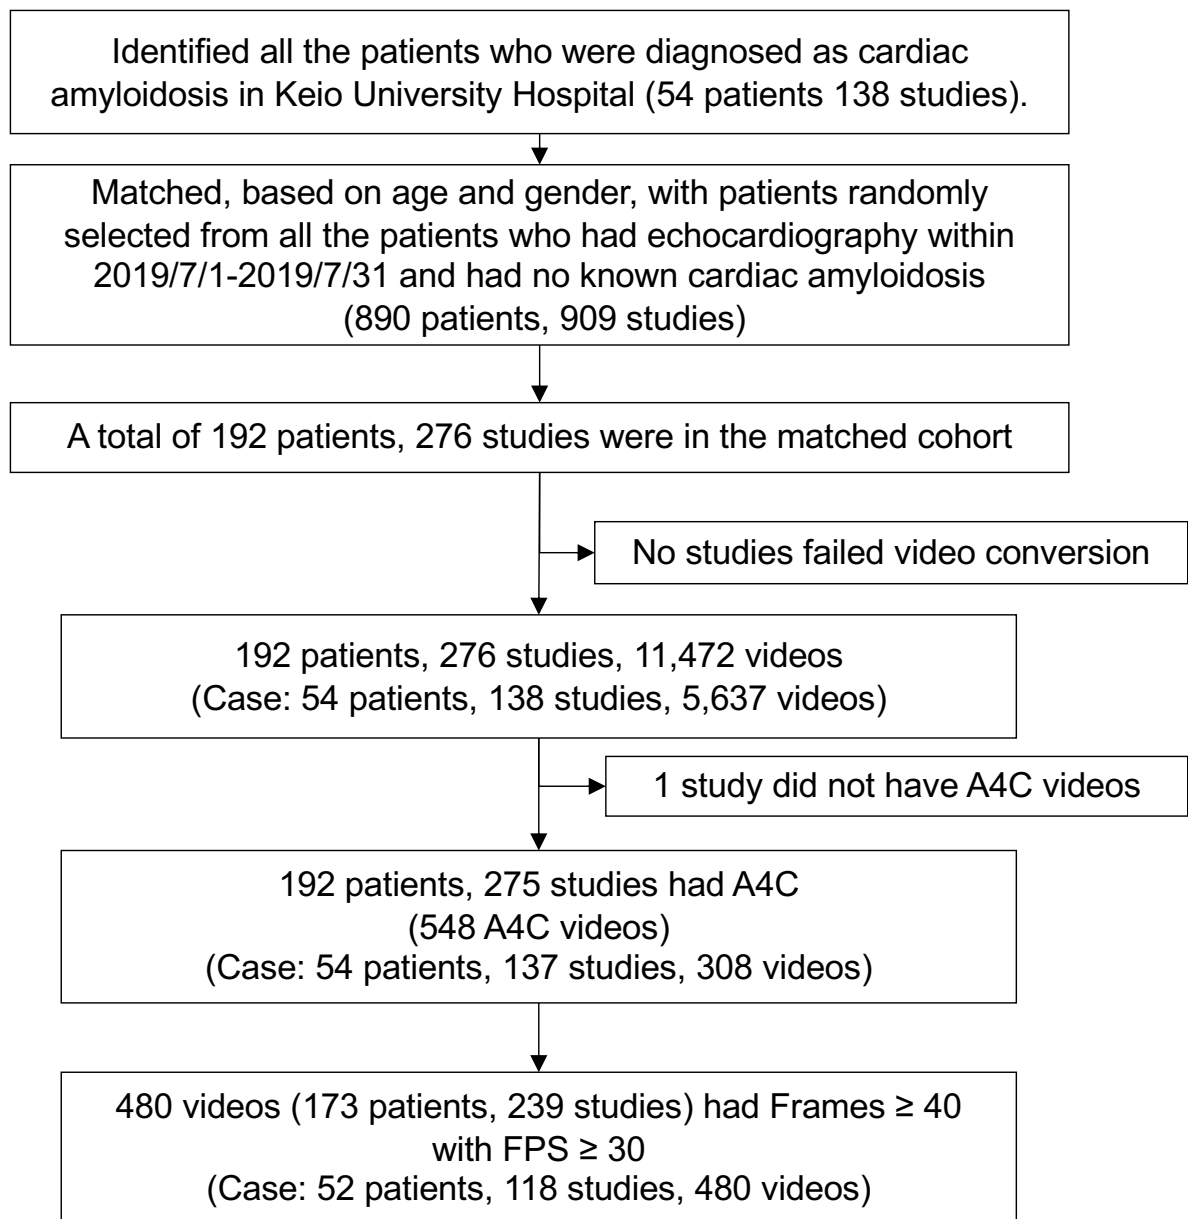 Identified all the patients who were diagnosed as cardiac
amyloidosis in Keio University Hospital (54 patients 138 studies).
Matched, based on age and gender, with patients randomly
selected from all the patients who had echocardiography within
2019/7/1-2019/7/31 and had no known cardiac amyloidosis
(890 patients, 909 studies)
A total of 192 patients, 276 studies were in the matched cohort
No studies failed video conversion
192 patients, 276 studies, 11,472 videos
(Case: 54 patients, 138 studies, 5,637 videos)
1 study did not have A4C videos
192 patients, 275 studies had A4C
(548 A4C videos)
(Case: 54 patients, 137 studies, 308 videos)
480 videos (173 patients, 239 studies) had Frames ≥ 40
with FPS ≥ 30
(Case: 52 patients, 118 studies, 480 videos)